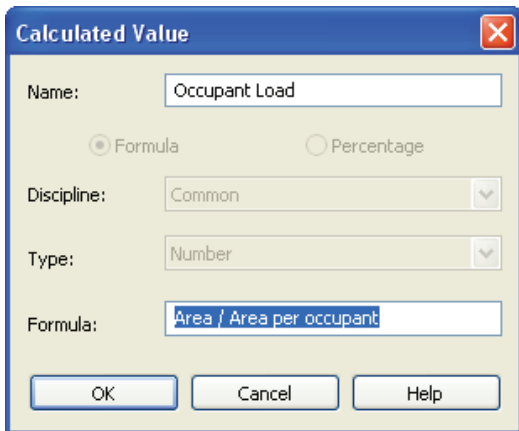 Calculated Value
Name: Occupant Load
Formula Percentage
Discipline: Common
Type: Number
Formula: Area / Area per occupant
OK Cancel Help